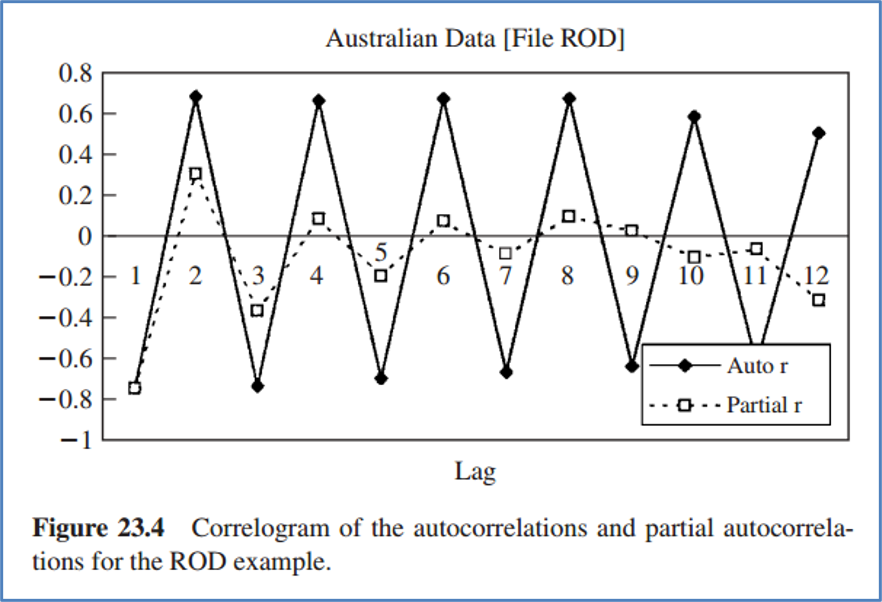 Australian Data [File ROD]
0.8
0.6
0.4
0.2
0
−0.2
−0.4
−0.6
−0.8
−1
1 2 3 4 5 6 7 8 9 10 11 12
Auto r
Partial r
Lag
Figure 23.4 Correlogram of the autocorrelations and partial autocorrela-
tions for the ROD example.